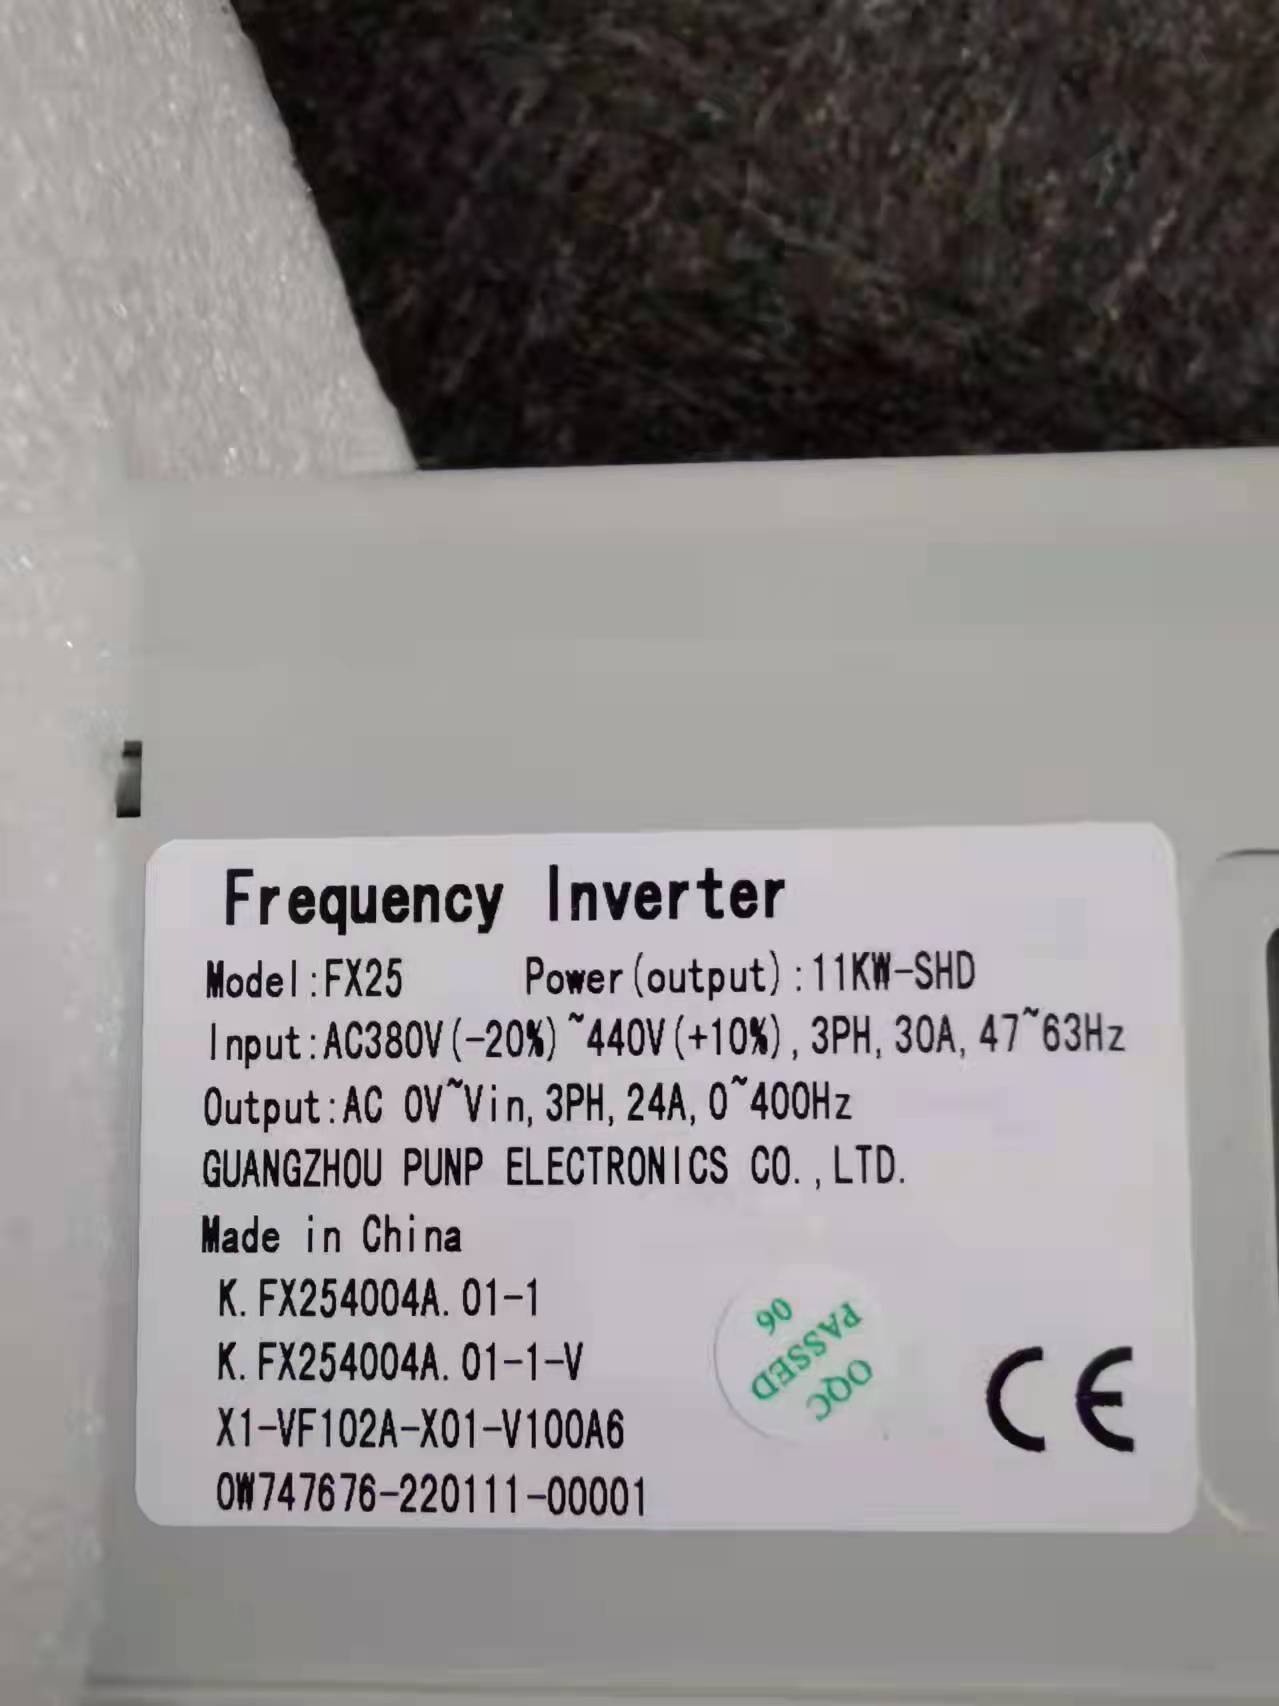 Frequency Inverter
Model:FX25 Power(output):11KW-SHD
Input:AC380V(-20%)~440V(+10%),3PH,30A,47~63Hz
Output:AC 0V~Vin,3PH,24A,0~400Hz
GUANGZHOU PUNP ELECTRONICS CO.,LTD.
Made in China
K.FX254004A.01-1
K.FX254004A.01-1-V
X1-VF102A-X01-V100A6
0W747676-220111-00001
OQC
PASSED
06
CE